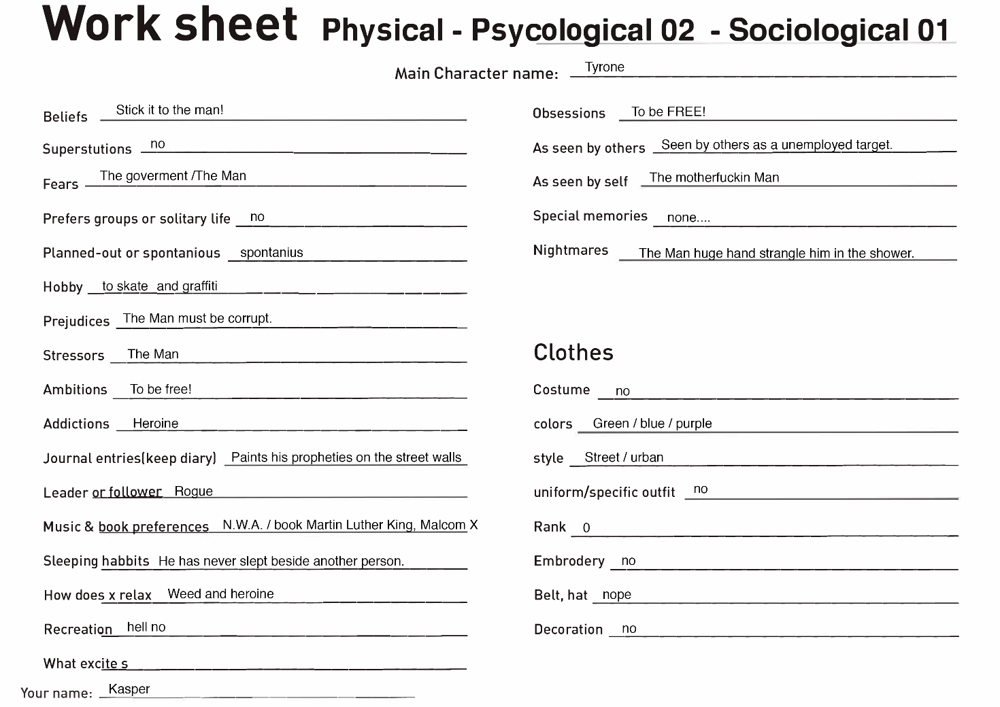 Work sheet Physical - Psycological 02 - Sociological 01
Main Character name: Tyrone
Beliefs Stick it to the man!
Superstutions no
Fears The goverment /The Man
Prefers groups or solitary life no
Planned-out or spontanious spontanius
Hobby to skate and graffiti
Prejudices The Man must be corrupt.
Stressors The Man
Ambitions To be free!
Addictions Heroine
Journal entries(keep diary) Paints his propheties on the street walls
Leader or follower Rogue
Music & book preferences N.W.A. / book Martin Luther King, Malcom X
Sleeping habbits He has never slept beside another person.
How does x relax Weed and heroine
Recreation hell no
What excite s
Your name: Kasper
Obsessions To be FREE!
As seen by others Seen by others as a unemployed target.
As seen by self The motherfuckin Man
Special memories none....
Nightmares The Man huge hand strangle him in the shower.
Clothes
Costume no
colors Green / blue / purple
style Street / urban
uniform/specific outfit no
Rank 0
Embrodery no
Belt, hat nope
Decoration no